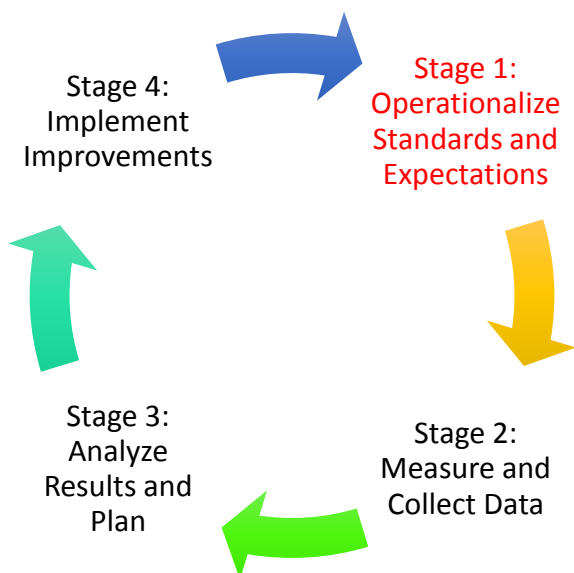 Stage 1:
Operationalize
Standards and
Expectations
Stage 2:
Measure and
Collect Data
Stage 3:
Analyze
Results and
Plan
Stage 4:
Implement
Improvements